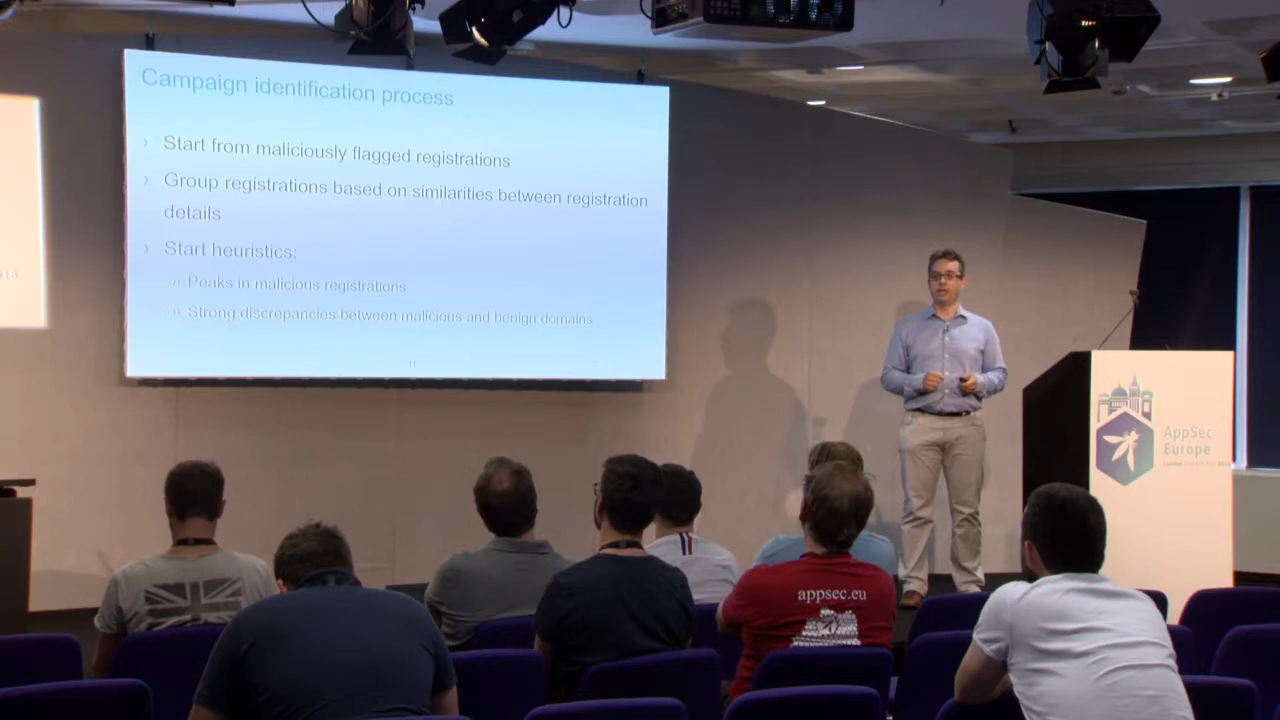 Campaign identification process
› Start from maliciously flagged registrations
› Group registrations based on similarities between registration
details
› Start heuristics:
» Peaks in malicious registrations
» Strong discrepancies between malicious and benign domains
11
AppSec
Europe
appsec.eu